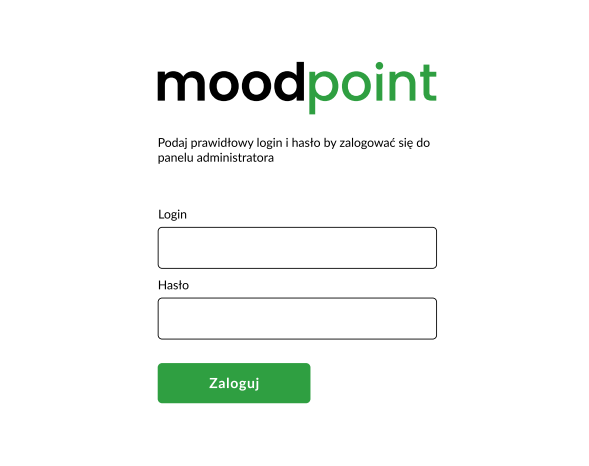 moodpoint
Podaj prawidłowy login i hasło by zalogować się do
panelu administratora
Login
Hasło
Zaloguj